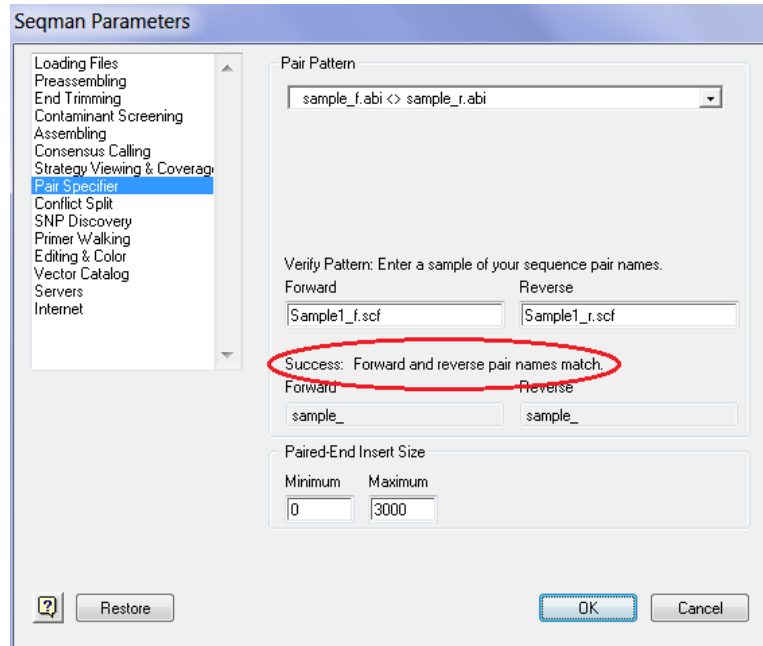 Seqman Parameters
Loading Files
Preassembling
End Trimming
Contaminant Screening
Assembling
Consensus Calling
Strategy Viewing & Coverag
Pair Specifier
Conflict Split
SNP Discovery
Primer Walking
Editing & Color
Vector Catalog
Servers
Internet
Pair Pattern
sample_f.abi <> sample_r.abi
Verify Pattern: Enter a sample of your sequence pair names.
Forward Reverse
Sample1_f.scf Sample1_r.scf
Success: Forward and reverse pair names match.
Forward Reverse
sample_ sample_
Paired-End Insert Size
Minimum Maximum
0 3000
? Restore OK Cancel